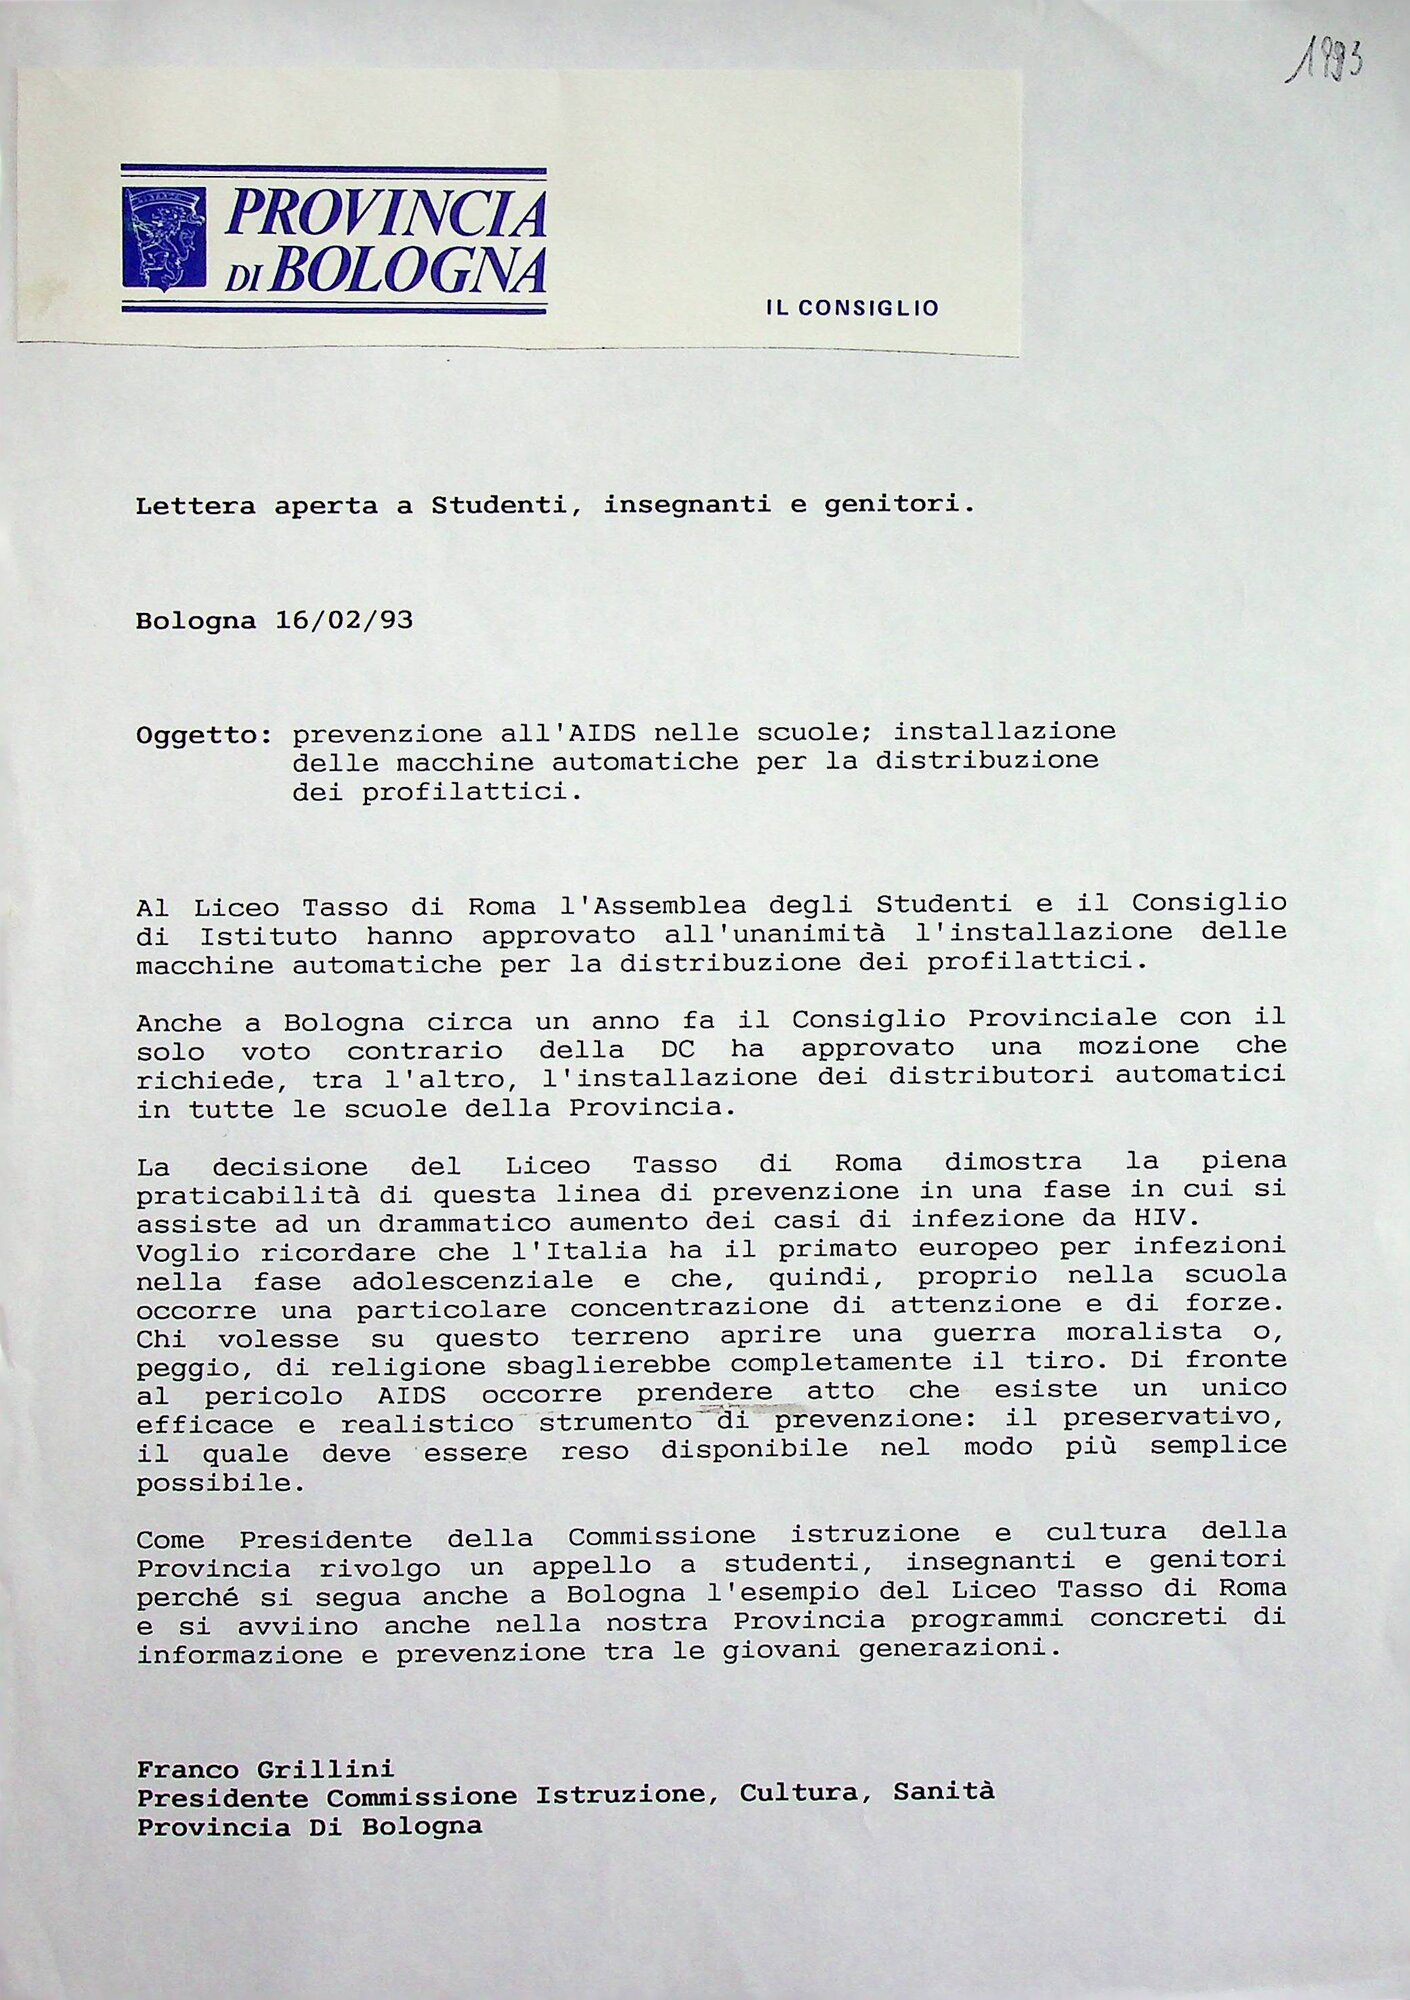 1993
PROVINCIA
DI BOLOGNA
IL CONSIGLIO
Lettera aperta a Studenti, insegnanti e genitori.
Bologna 16/02/93
Oggetto: prevenzione all'AIDS nelle scuole; installazione
delle macchine automatiche per la distribuzione
dei profilattici.
Al Liceo Tasso di Roma l'Assemblea degli Studenti e il Consiglio
di Istituto hanno approvato all'unanimità l'installazione delle
macchine automatiche per la distribuzione dei profilattici.
Anche a Bologna circa un anno fa il Consiglio Provinciale con il
solo voto contrario della DC ha approvato una mozione che
richiede, tra l'altro, l'installazione dei distributori automatici
in tutte le scuole della Provincia.
La decisione del Liceo Tasso di Roma dimostra la piena
praticabilità di questa linea di prevenzione in una fase in cui si
assiste ad un drammatico aumento dei casi di infezione da HIV.
Voglio ricordare che l'Italia ha il primato europeo per infezioni
nella fase adolescenziale e che, quindi, proprio nella scuola
occorre una particolare concentrazione di attenzione e di forze.
Chi volesse su questo terreno aprire una guerra moralista o,
peggio, di religione sbaglierebbe completamente il tiro. Di fronte
al pericolo AIDS occorre prendere atto che esiste un unico
efficace e realistico strumento di prevenzione: il preservativo,
il quale deve essere reso disponibile nel modo più semplice
possibile.
Come Presidente della Commissione istruzione e cultura della
Provincia rivolgo un appello a studenti, insegnanti e genitori
perché si segua anche a Bologna l'esempio del Liceo Tasso di Roma
e si avviino anche nella nostra Provincia programmi concreti di
informazione e prevenzione tra le giovani generazioni.
Franco Grillini
Presidente Commissione Istruzione, Cultura, Sanità
Provincia Di Bologna